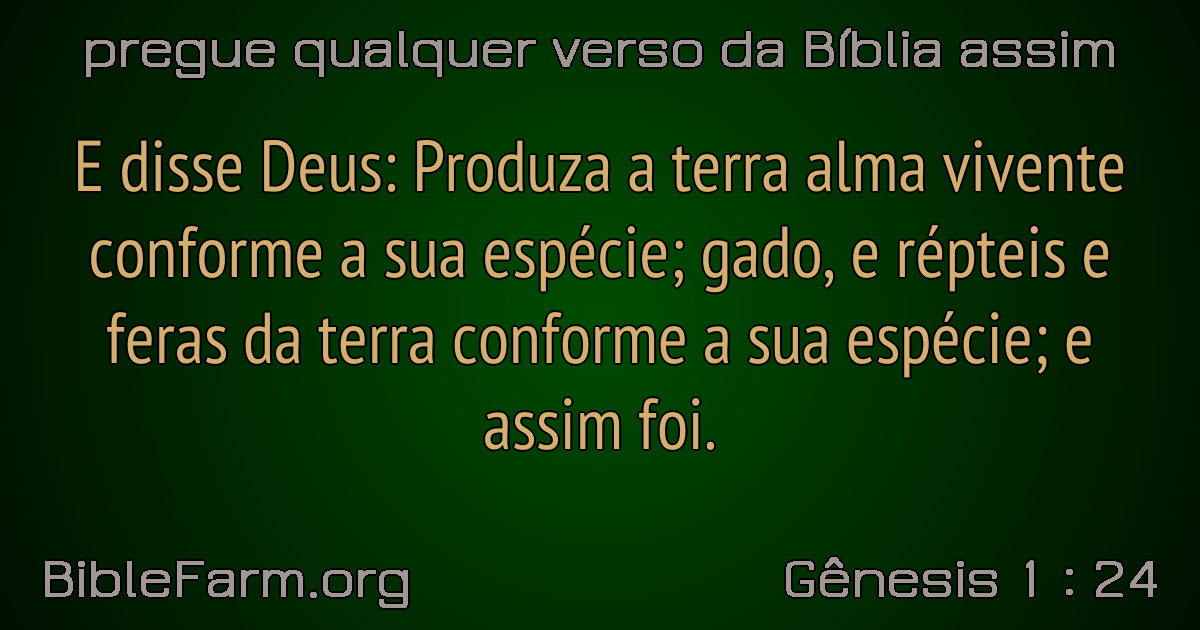 pregue qualquer verso da Bíblia assim
E disse Deus: Produza a terra alma vivente
conforme a sua espécie; gado, e répteis e
feras da terra conforme a sua espécie; e
assim foi.
BibleFarm.org
Gênesis 1 : 24